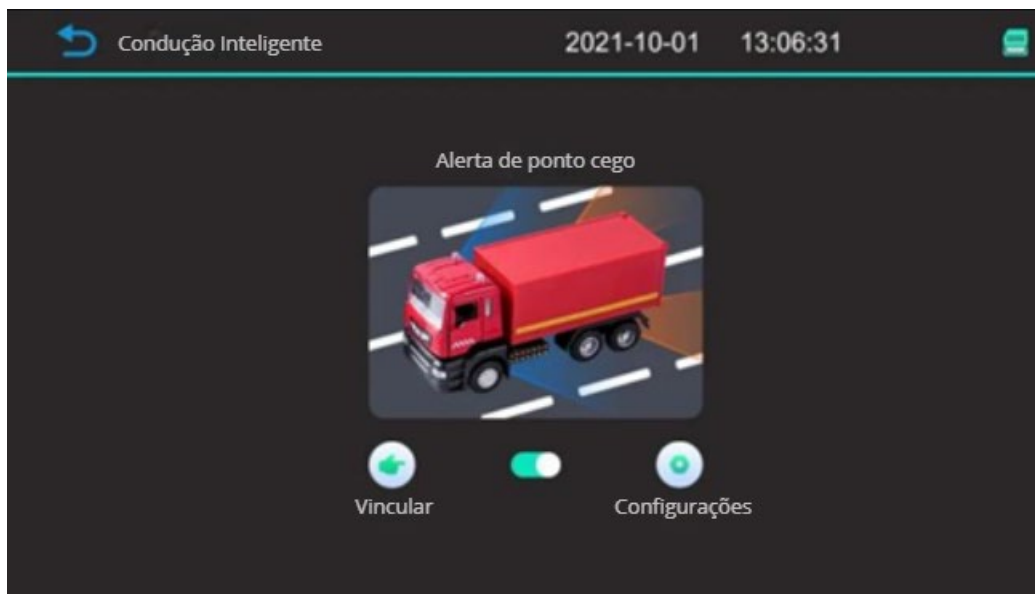 Condução Inteligente 2021-10-01 13:06:31
Alerta de ponto cego
Vincular Configurações